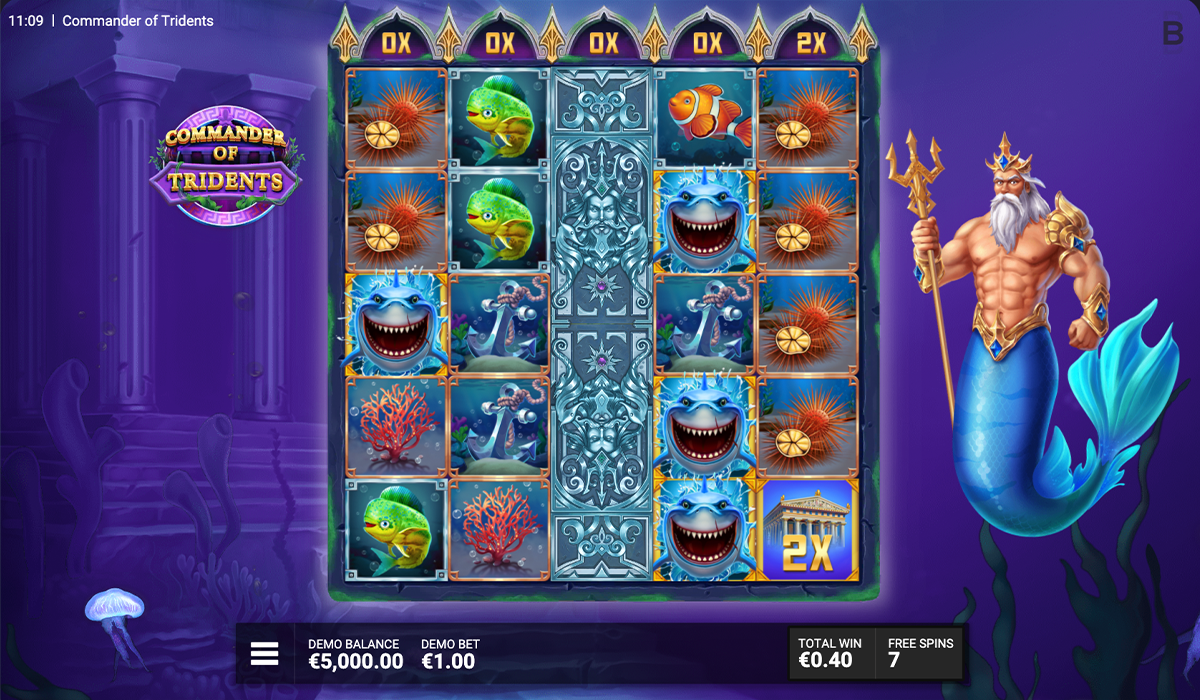 11:09 | Commander of Tridents
B
0X 0X 0X 0X 2X
COMMANDER
OF
TRIDENTS
2X
DEMO BALANCE
€5,000.00
DEMO BET
€1.00
TOTAL WIN
€0.40
FREE SPINS
7